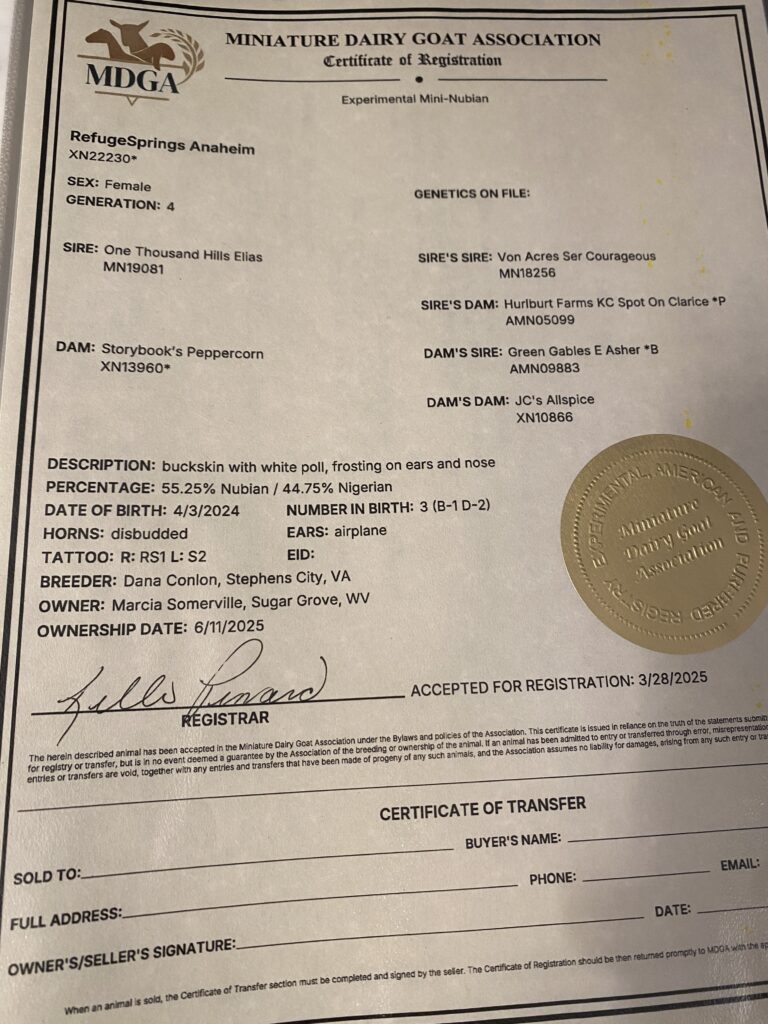 MDGA
MINIATURE DAIRY GOAT ASSOCIATION
Certificate of Registration
Experimental Mini-Nubian
RefugeSprings Anaheim
XN22230*
SEX: Female
GENERATION: 4
GENETICS ON FILE:
SIRE: One Thousand Hills Elias
MN19081
SIRE'S SIRE: Von Acres Ser Courageous
MN18256
SIRE'S DAM: Hurlburt Farms KC Spot On Clarice *P
AMN05099
DAM: Storybook's Peppercorn
XN13960*
DAM'S SIRE: Green Gables E Asher *B
AMN09883
DAM'S DAM: JC's Allspice
XN10866
DESCRIPTION: buckskin with white poll, frosting on ears and nose
PERCENTAGE: 55.25% Nubian / 44.75% Nigerian
DATE OF BIRTH: 4/3/2024 NUMBER IN BIRTH: 3 (B-1 D-2)
HORNS: disbudded EARS: airplane
TATTOO: R: RS1 L: S2 EID:
BREEDER: Dana Conlon, Stephens City, VA
OWNER: Marcia Somerville, Sugar Grove, WV
OWNERSHIP DATE: 6/11/2025
EXPERIMENTAL, AMERICAN AND PUREBRED REGISTRY
Miniature
Dairy Goat
Association
REGISTRAR
ACCEPTED FOR REGISTRATION: 3/28/2025
The herein described animal has been accepted in the Miniature Dairy Goat Association under the Bylaws and policies of the Association. This certificate is issued in reliance on the truth of the statements
for registry or transfer, but is in no event deemed a guarantee by the Association of the breeding or ownership of the animal. If an animal has been admitted to entry or transferred through error, misrepresentation
entries or transfers are void, together with any entries and transfers that have been made of progeny of any such animals, and the Association assumes no liability for damages, arising from any such entry or
CERTIFICATE OF TRANSFER
SOLD TO: BUYER'S NAME:
FULL ADDRESS: PHONE: EMAIL:
OWNER'S/SELLER'S SIGNATURE: DATE:
When an animal is sold, the Certificate of Transfer section must be completed and signed by the seller. The Certificate of Registration should be then returned promptly to MDGA with the